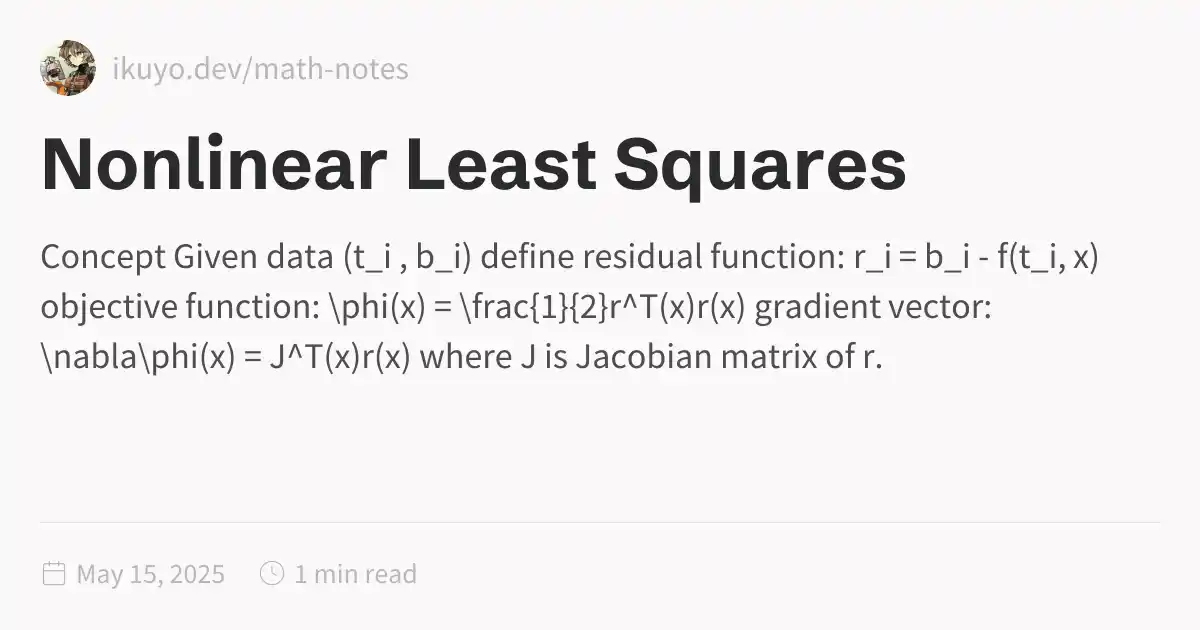 ikuyo.dev/math-notes
Nonlinear Least Squares
Concept Given data (t_i , b_i) define residual function: r_i = b_i - f(t_i, x)
objective function: \phi(x) = \frac{1}{2}r^T(x)r(x) gradient vector:
\nabla\phi(x) = J^T(x)r(x) where J is Jacobian matrix of r.
May 15, 2025 1 min read